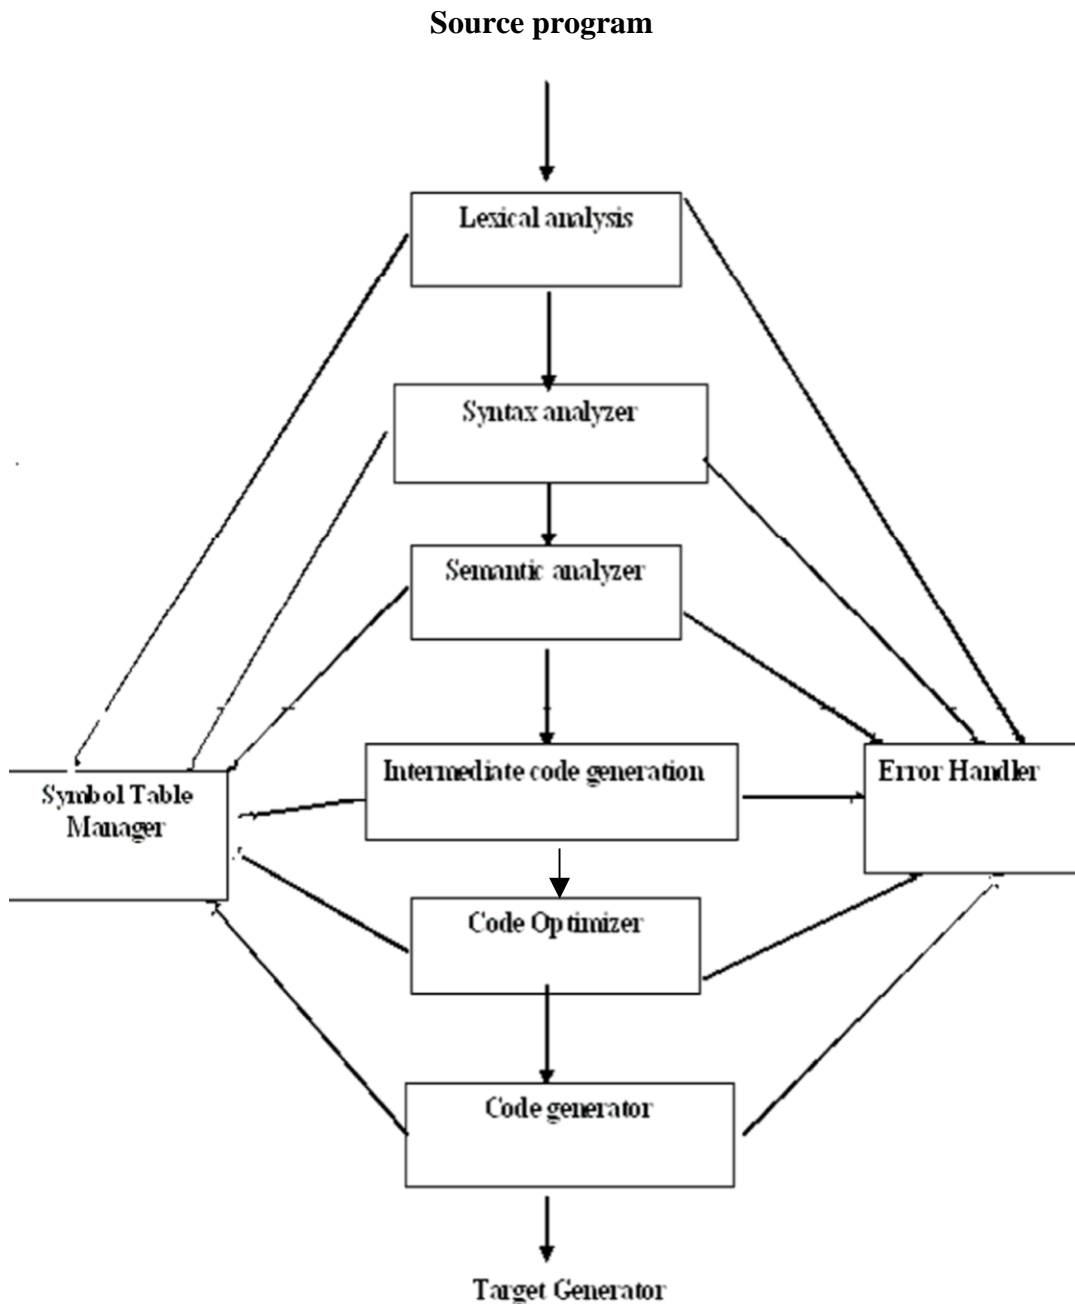 Source program
Lexical analysis
Syntax analyzer
Semantic analyzer
Intermediate code generation
Error Handler
Symbol Table
Manager
Code Optimizer
Code generator
Target Generator